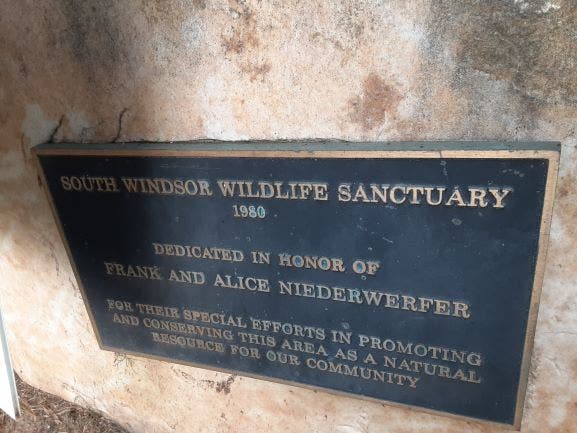 SOUTH WINDSOR WILDLIFE SANCTUARY
1980
DEDICATED IN HONOR OF
FRANK AND ALICE NIEDERWERFER
FOR THEIR SPECIAL EFFORTS IN PROMOTING
AND CONSERVING THIS AREA AS A NATURAL
RESOURCE FOR OUR COMMUNITY